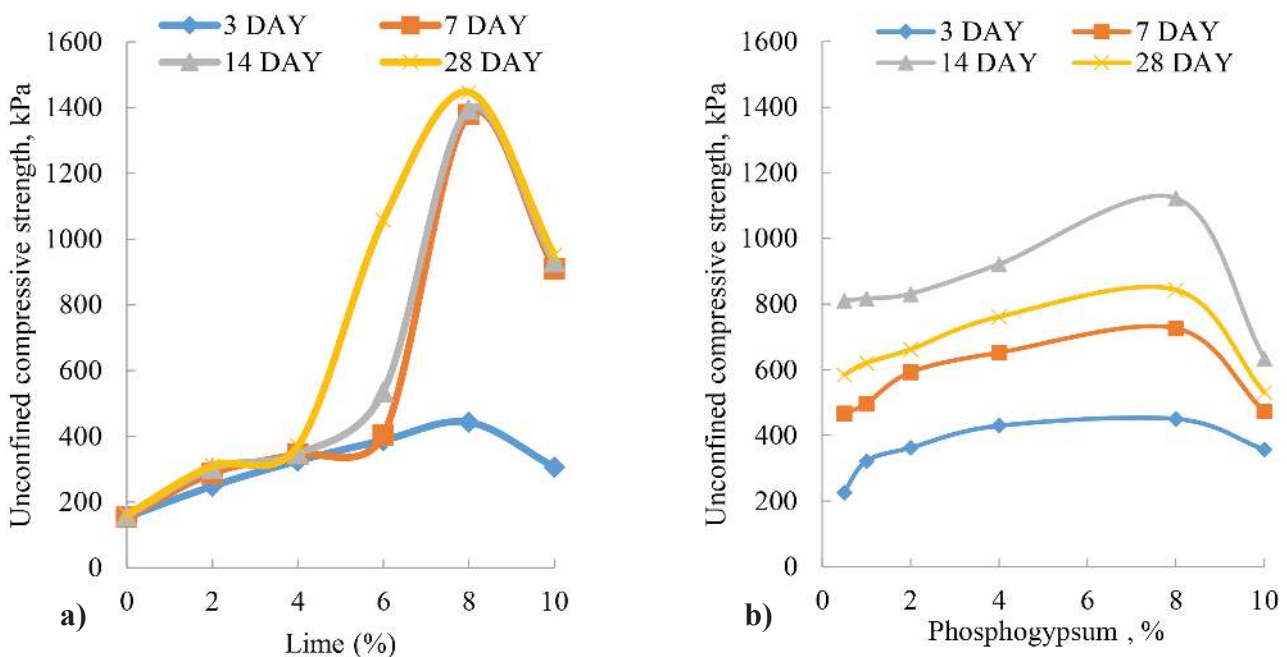 3 DAY 7 DAY
14 DAY 28 DAY
Unconfined compressive strength, kPa
1600
1400
1200
1000
800
600
400
200
0
0 2 4 6 8 10
Lime (%)
a)
3 DAY 7 DAY
14 DAY 28 DAY
Unconfined compressive strength, kPa
1600
1400
1200
1000
800
600
400
200
0
0 2 4 6 8 10
Phosphogypsum , %
b)